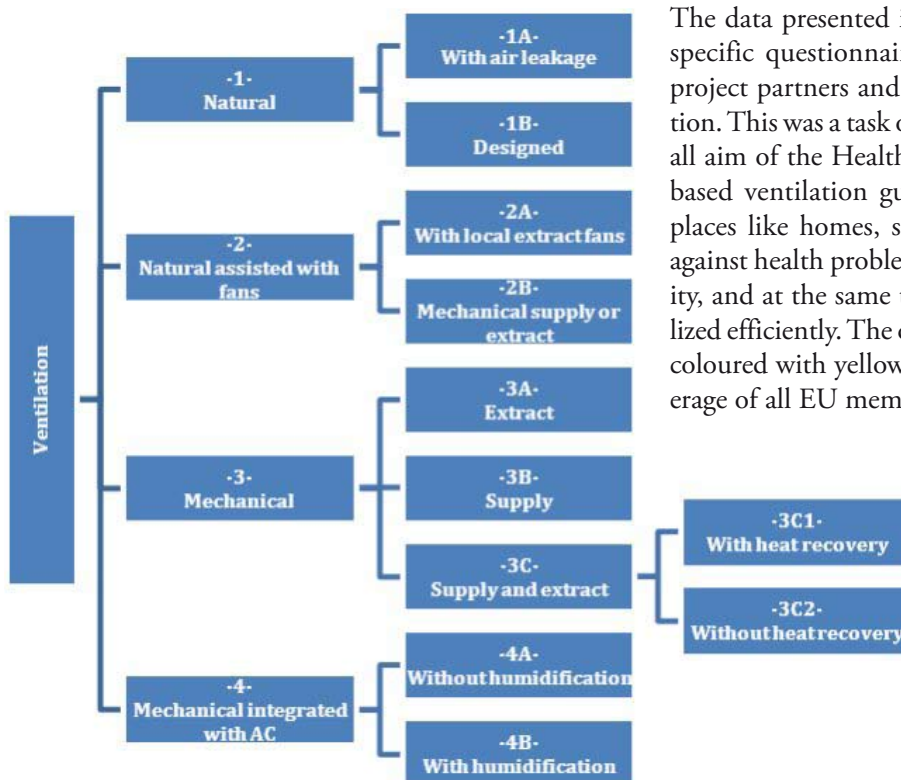 Ventilation
-1-
Natural
-1A-
With air leakage
-1B-
Designed
-2-
Natural assisted with
fans
-2A-
With local extract fans
-2B-
Mechanical supply or
extract
-3-
Mechanical
-3A-
Extract
-3B-
Supply
-3C-
Supply and extract
-3C1-
With heat recovery
-3C2-
Without heat recovery
-4-
Mechanical integrated
with AC
-4A-
Without humidification
-4B-
With humidification
The data presented
specific questionnai
project partners and
tion. This was a task
all aim of the Health
based ventilation gu
places like homes, s
against health proble
ity, and at the same
lized efficiently. The
coloured with yellow
erage of all EU mem